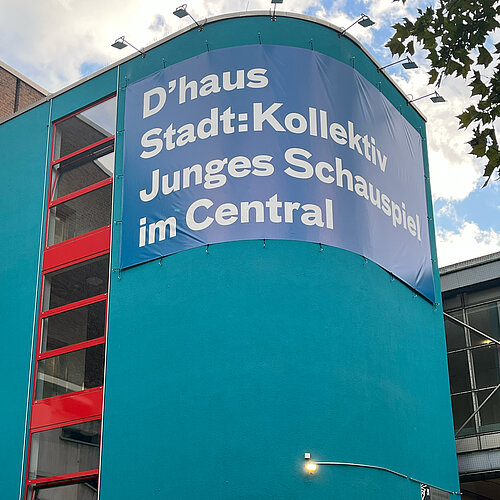 D'haus
Stadt:Kollektiv
Junges Schauspiel
im Central